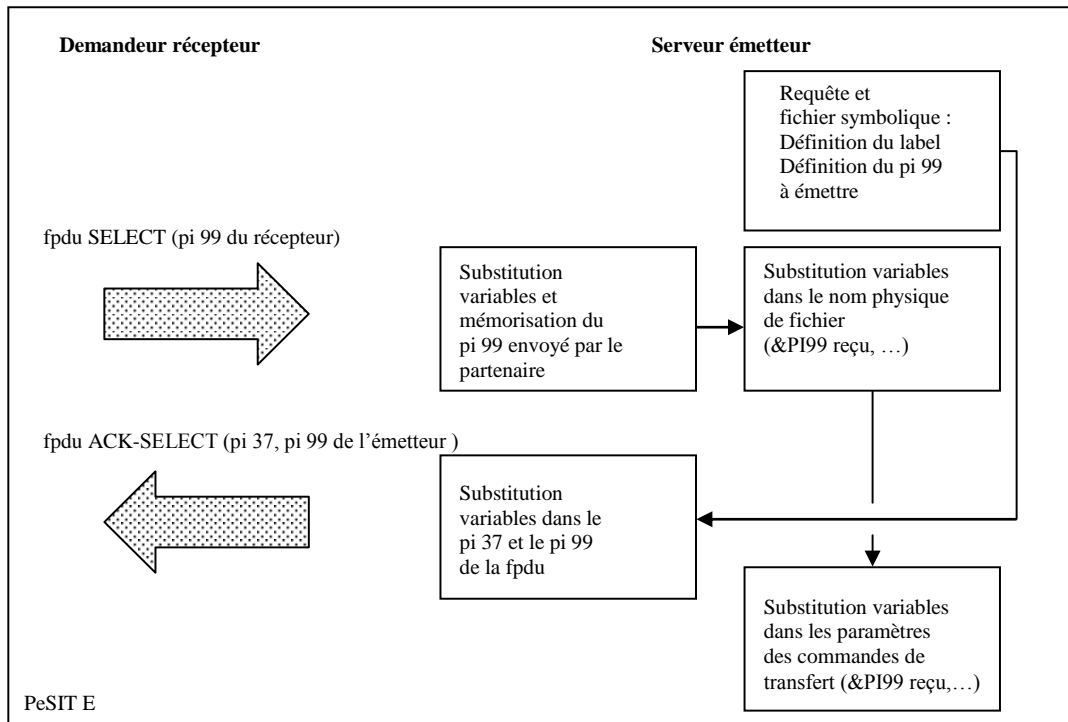 Demandeur récepteur
Serveur émetteur
Requête et
fichier symbolique :
Définition du label
Définition du pi 99
à émettre
fpdu SELECT (pi 99 du récepteur)
Substitution
variables et
mémorisation du
pi 99 envoyé par le
partenaire
Substitution variables
dans le nom physique
de fichier
(&PI99 reçu, …)
fpdu ACK-SELECT (pi 37, pi 99 de l’émetteur )
Substitution
variables dans le
pi 37 et le pi 99
de la fpdu
Substitution variables
dans les paramètres
des commandes de
transfert (&PI99 reçu,…)
PeSIT E